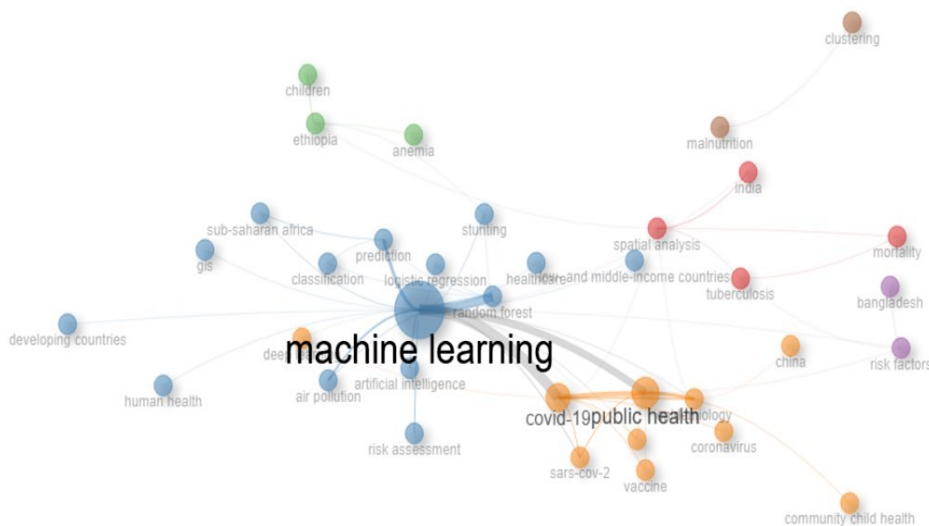 clustering
children
ethiopia
anemia
malnutrition
india
sub-saharan africa
stunting
prediction
spatial analysis
mortality
gis
classification
logistic regression
healthcare
and middle-income countries
tuberculosis
bangladesh
random forest
developing countries
machine learning
china
risk factors
artificial intelligence
air pollution
human health
covid-19
public health
risk assessment
coronavirus
sars-cov-2
vaccine
community child health